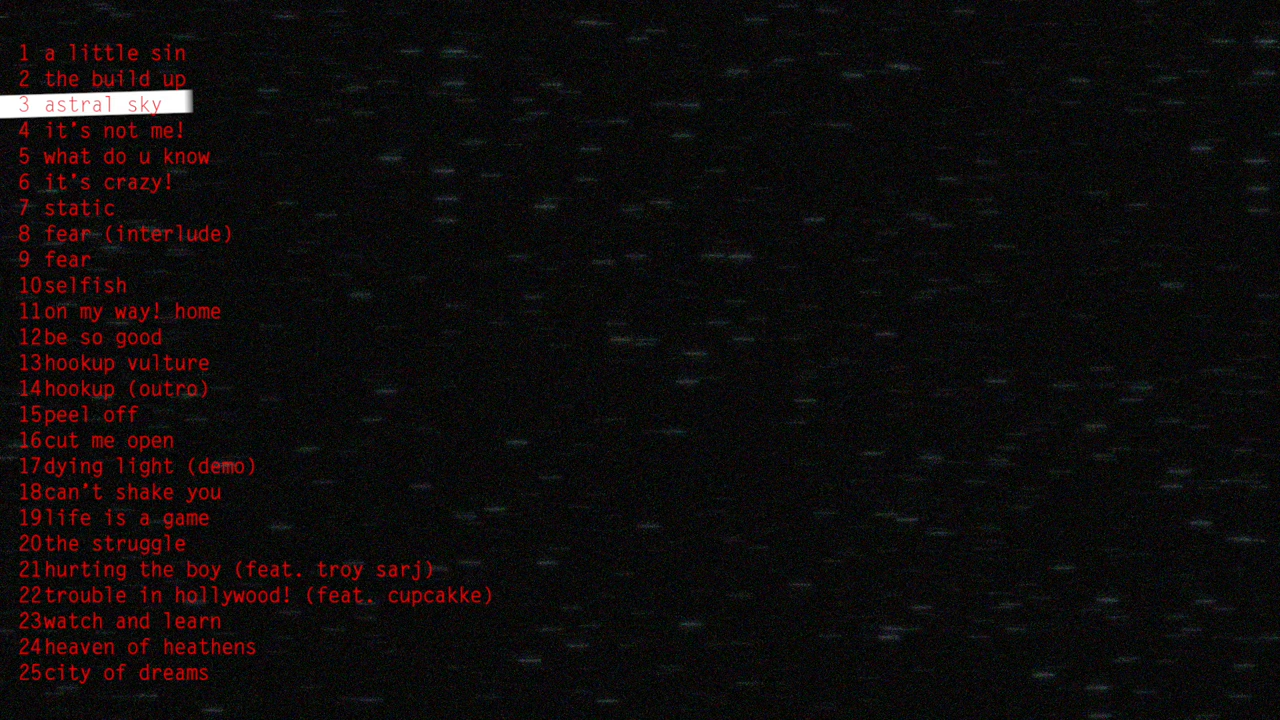 1 a little sin
2 the build up
3 astral sky
4 it's not me!
5 what do u know
6 it's crazy!
7 static
8 fear (interlude)
9 fear
10selfish
11on my way! home
12be so good
13hookup vulture
14hookup (outro)
15peel off
16cut me open
17dying light (demo)
18can't shake you
19life is a game
20the struggle
21hurting the boy (feat. troy sarj)
22trouble in hollywood! (feat. cupcakke)
23watch and learn
24heaven of heathens
25city of dreams